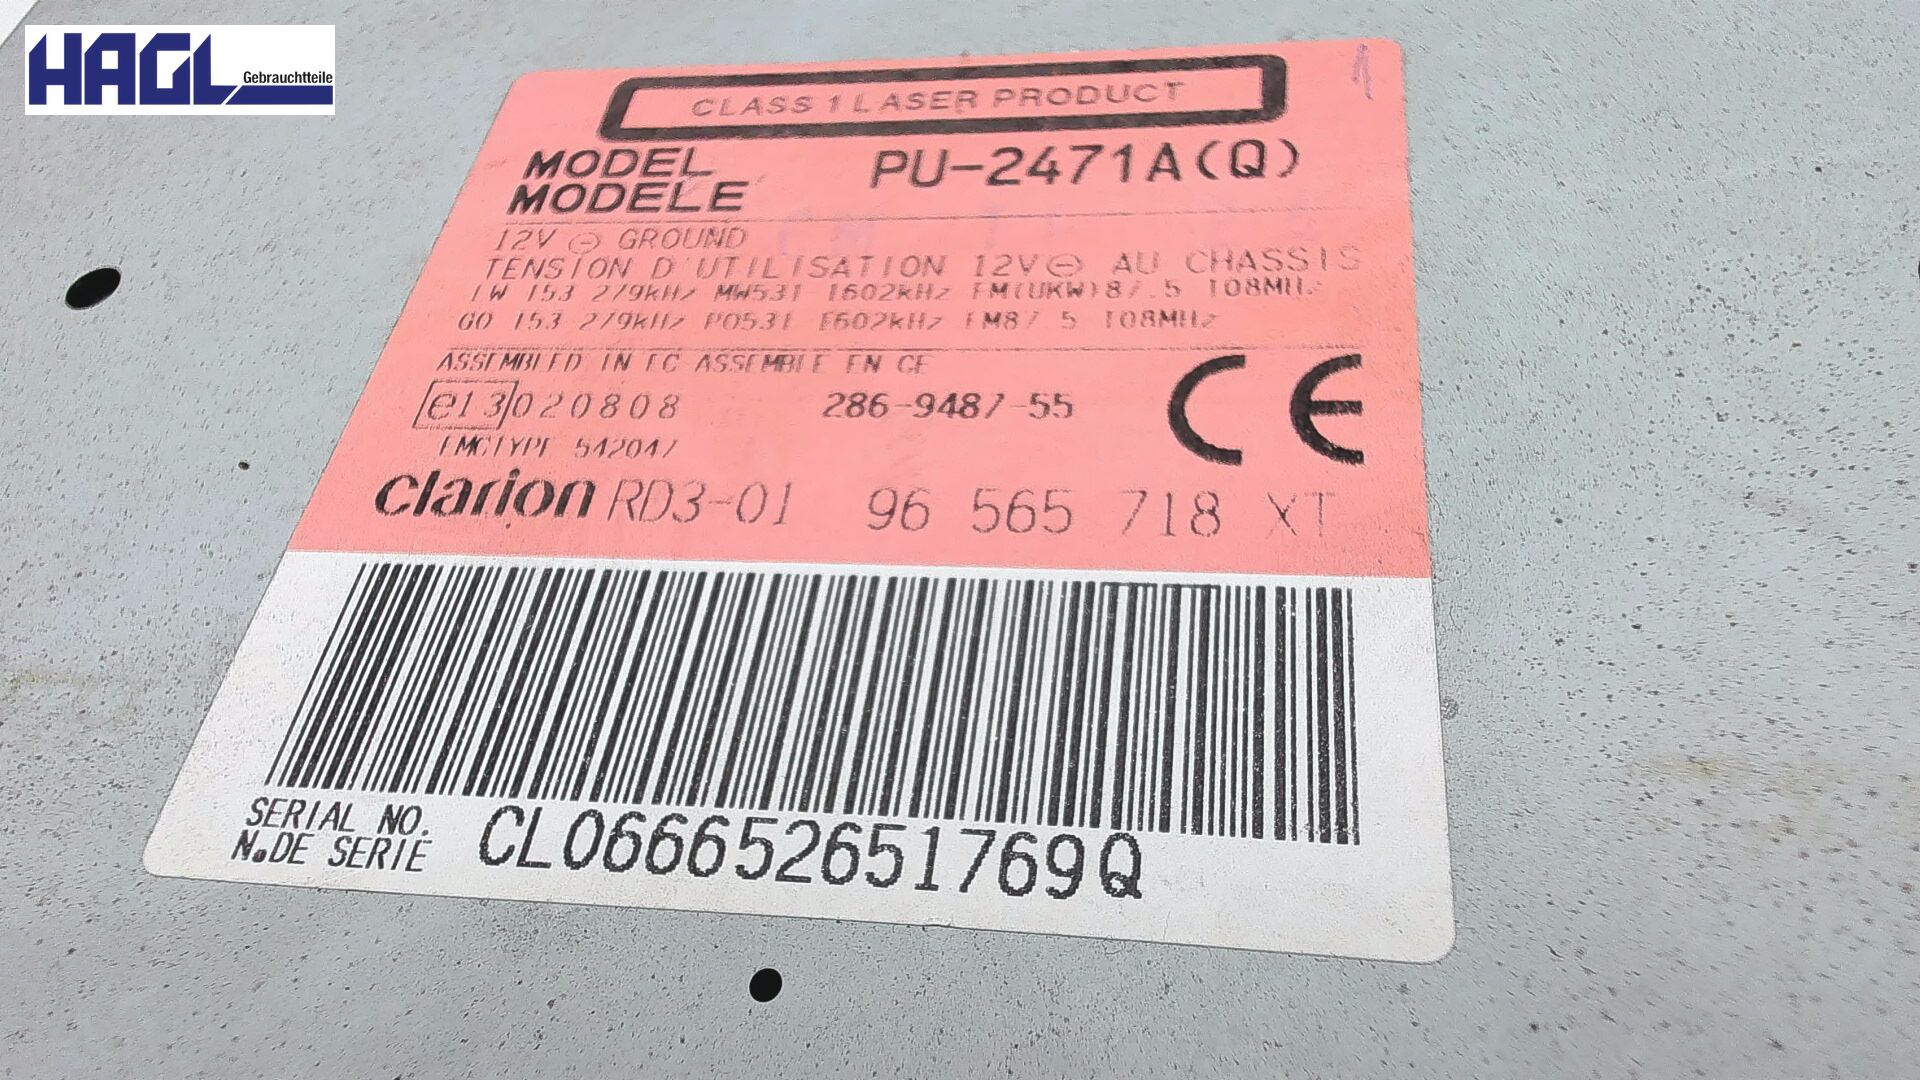 HAGL
Gebrauchtteile
CLASS 1 LASER PRODUCT
MODEL
MODELE
PU-2471A(Q)
12V ⊖ GROUND
TENSION D'UTILISATION 12V⊖ AU CHASSIS
LW 153 279kHz MW531 1602kHz FM(UKW)87.5 108MHz
GO 153 279kHz PO531 1602kHz FM87 5 108MHz
ASSEMBLED IN EC ASSEMBLE EN CE
e13 020808 286-9487-55 CE
EMCTYPE 542047
clarion RD3-01 96 565 718 XT
SERIAL NO.
N.DE SERIE
CL066652651769Q